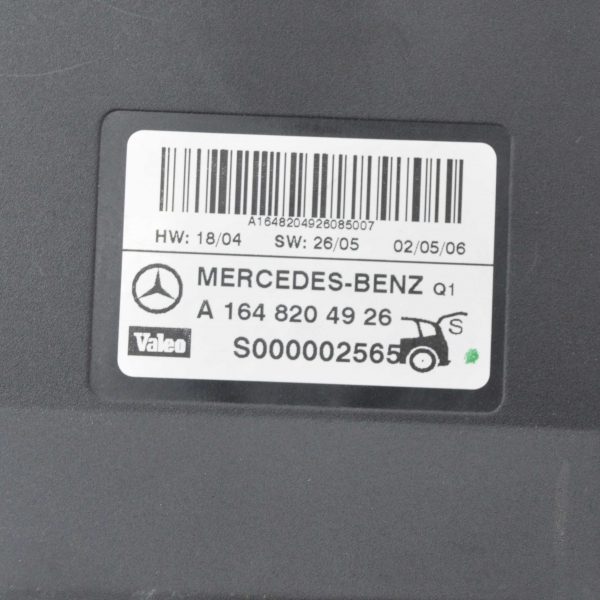 A1648204926085007
HW: 18/04 SW: 26/05 02/05/06
MERCEDES-BENZ Q1
A 164 820 49 26
S
Valeo S000002565